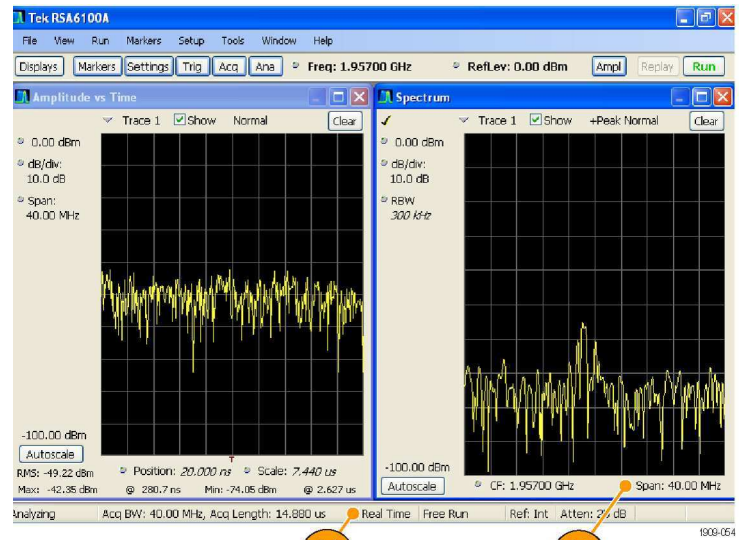 Tek RSA6100A
File View Run Markers Setup Tools Window Help
Displays Markers Settings Trig Acq Ana Freq: 1.95700 GHz RefLev: 0.00 dBm Ampl Replay Run
Amplitude vs Time
Trace 1 Show Normal Clear
0.00 dBm
dB/div:
10.0 dB
Span:
40.00 MHz
-100.00 dBm
Autoscale
T
Position: 20.000 ns Scale: 7.440 us
RMS: -49.22 dBm
Max: -42.35 dBm @ 280.7 ns Min: -74.05 dBm @ 2.627 us
Spectrum
Trace 1 Show +Peak Normal Clear
0.00 dBm
dB/div:
10.0 dB
RBW
300 kHz
-100.00 dBm
Autoscale CF: 1.95700 GHz Span: 40.00 MHz
Analyzing Acq BW: 40.00 MHz, Acq Length: 14.880 us Real Time Free Run Ref: Int Atten: dB
1909-054